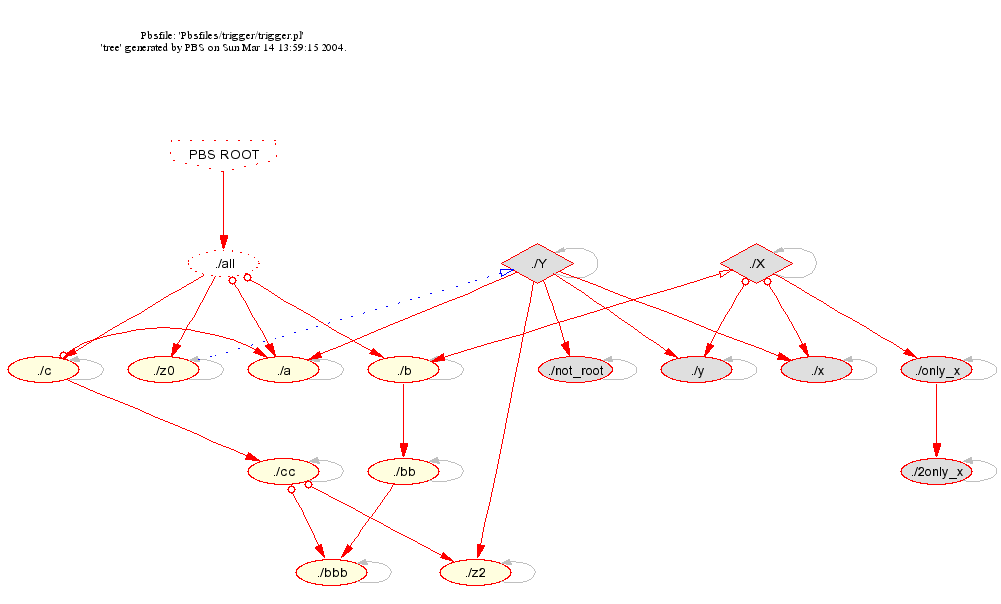 Pbsfile: 'Pbsfiles/trigger/trigger.pl'
'tree' generated by PBS on Sun Mar 14 13:59:15 2004.
PBS ROOT
./all
./Y
./X
./c
./z0
./a
./b
./not_root
./y
./x
./only_x
./cc
./bb
./2only_x
./bbb
./z2